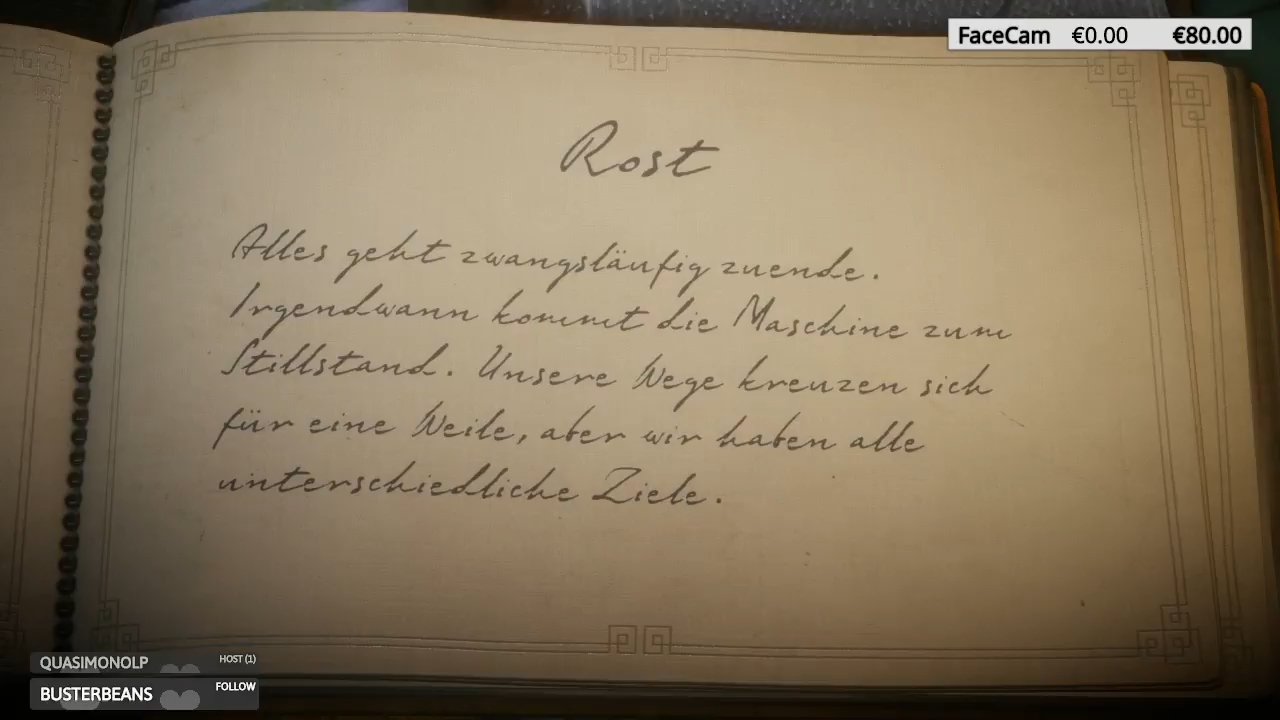 FaceCam €0.00 €80.00
Rost
Alles geht zwangsläufig zuende.
Irgendwann kommt die Maschine zum
Stillstand. Unsere Wege kreuzen sich
für eine Weile, aber wir haben alle
unterschiedliche Ziele.
QUASIMONOLP HOST (1)
BUSTERBEANS FOLLOW